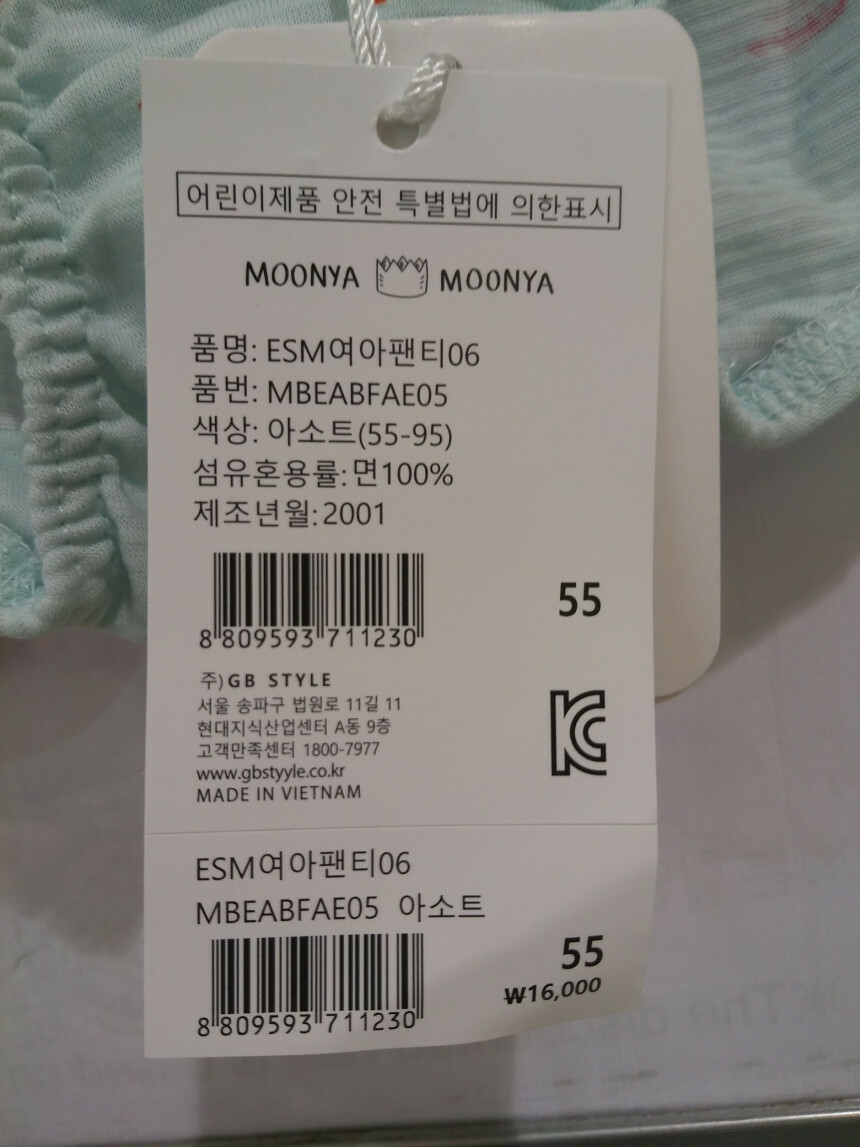 어린이제품 안전 특별법에 의한표시
MOONYA MOONYA
품명: ESM여아팬티06
품번: MBEABFAE05
색상: 아소트(55-95)
섬유혼용률:면100%
제조년월:2001
8 809593 711230
55
주)GB STYLE
서울 송파구 법원로 11길 11
현대지식산업센터 A동 9층
고객만족센터 1800-7977
www.gbstyyle.co.kr
MADE IN VIETNAM
KC
ESM여아팬티06
MBEABFAE05 아소트
55
₩16,000
8 809593 711230